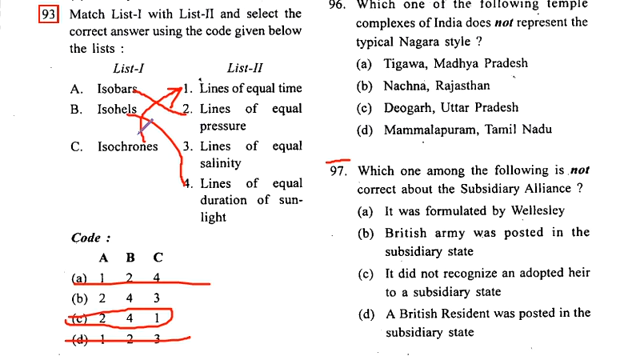 93 Match List-I with List-II and select the
correct answer using the code given below
the lists :
List-I List-II
A. Isobars 1. Lines of equal time
B. Isohels 2. Lines of equal
pressure
C. Isochrones 3. Lines of equal
salinity
4. Lines of equal
duration of sun-
light
Code :
A B C
(a) 1 2 4
(b) 2 4 3
(c) 2 4 1
(d) 1 2 3
96. Which one of the following temple
complexes of India does not represent the
typical Nagara style ?
(a) Tigawa, Madhya Pradesh
(b) Nachna, Rajasthan
(c) Deogarh, Uttar Pradesh
(d) Mammalapuram, Tamil Nadu
97. Which one among the following is not
correct about the Subsidiary Alliance ?
(a) It was formulated by Wellesley
(b) British army was posted in the
subsidiary state
(c) It did not recognize an adopted heir
to a subsidiary state
(d) A British Resident was posted in the
subsidiary state